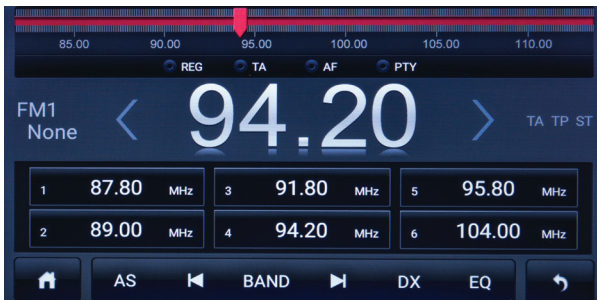 85.00 90.00 95.00 100.00 105.00 110.00
REG TA AF PTY
FM1
None
94.20
TA TP ST
1 87.80 MHz 3 91.80 MHz 5 95.80 MHz
2 89.00 MHz 4 94.20 MHz 6 104.00 MHz
AS BAND DX EQ